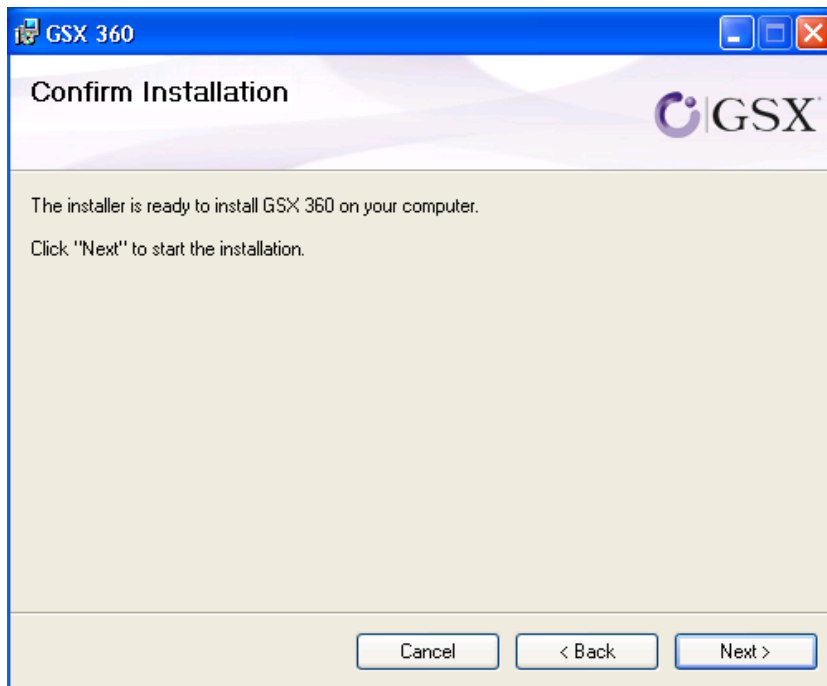 GSX 360
Confirm Installation
GSX
The installer is ready to install GSX 360 on your computer.
Click "Next" to start the installation.
Cancel
< Back
Next >